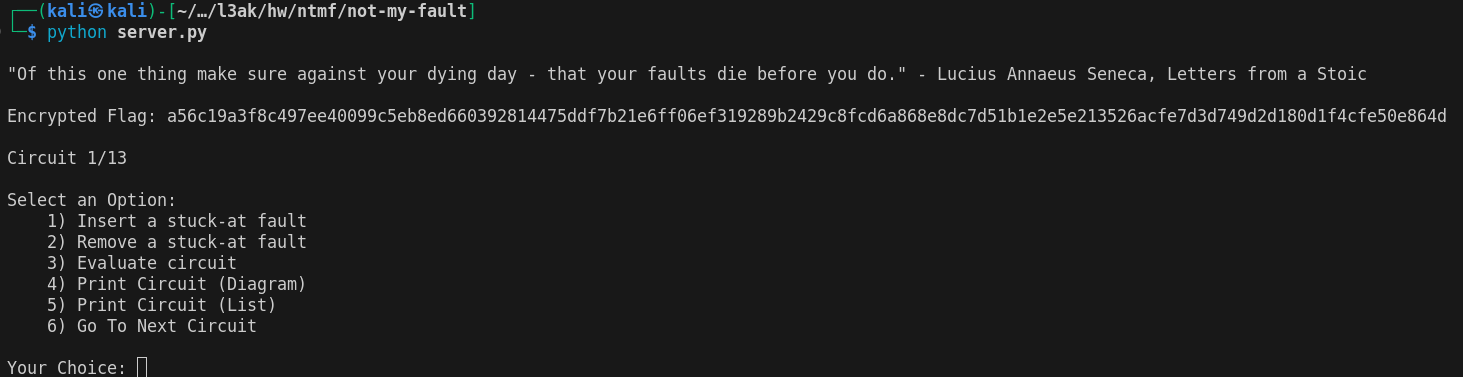 ┌──(kali㉿kali)-[~/…/l3ak/hw/ntmf/not-my-fault]
└─$ python server.py
"Of this one thing make sure against your dying day - that your faults die before you do." - Lucius Annaeus Seneca, Letters from a Stoic
Encrypted Flag: a56c19a3f8c497ee40099c5eb8ed660392814475ddf7b21e6ff06ef319289b2429c8fcd6a868e8dc7d51b1e2e5e213526acfe7d3d749d2d180d1f4cfe50e864d
Circuit 1/13
Select an Option:
1) Insert a stuck-at fault
2) Remove a stuck-at fault
3) Evaluate circuit
4) Print Circuit (Diagram)
5) Print Circuit (List)
6) Go To Next Circuit
Your Choice: